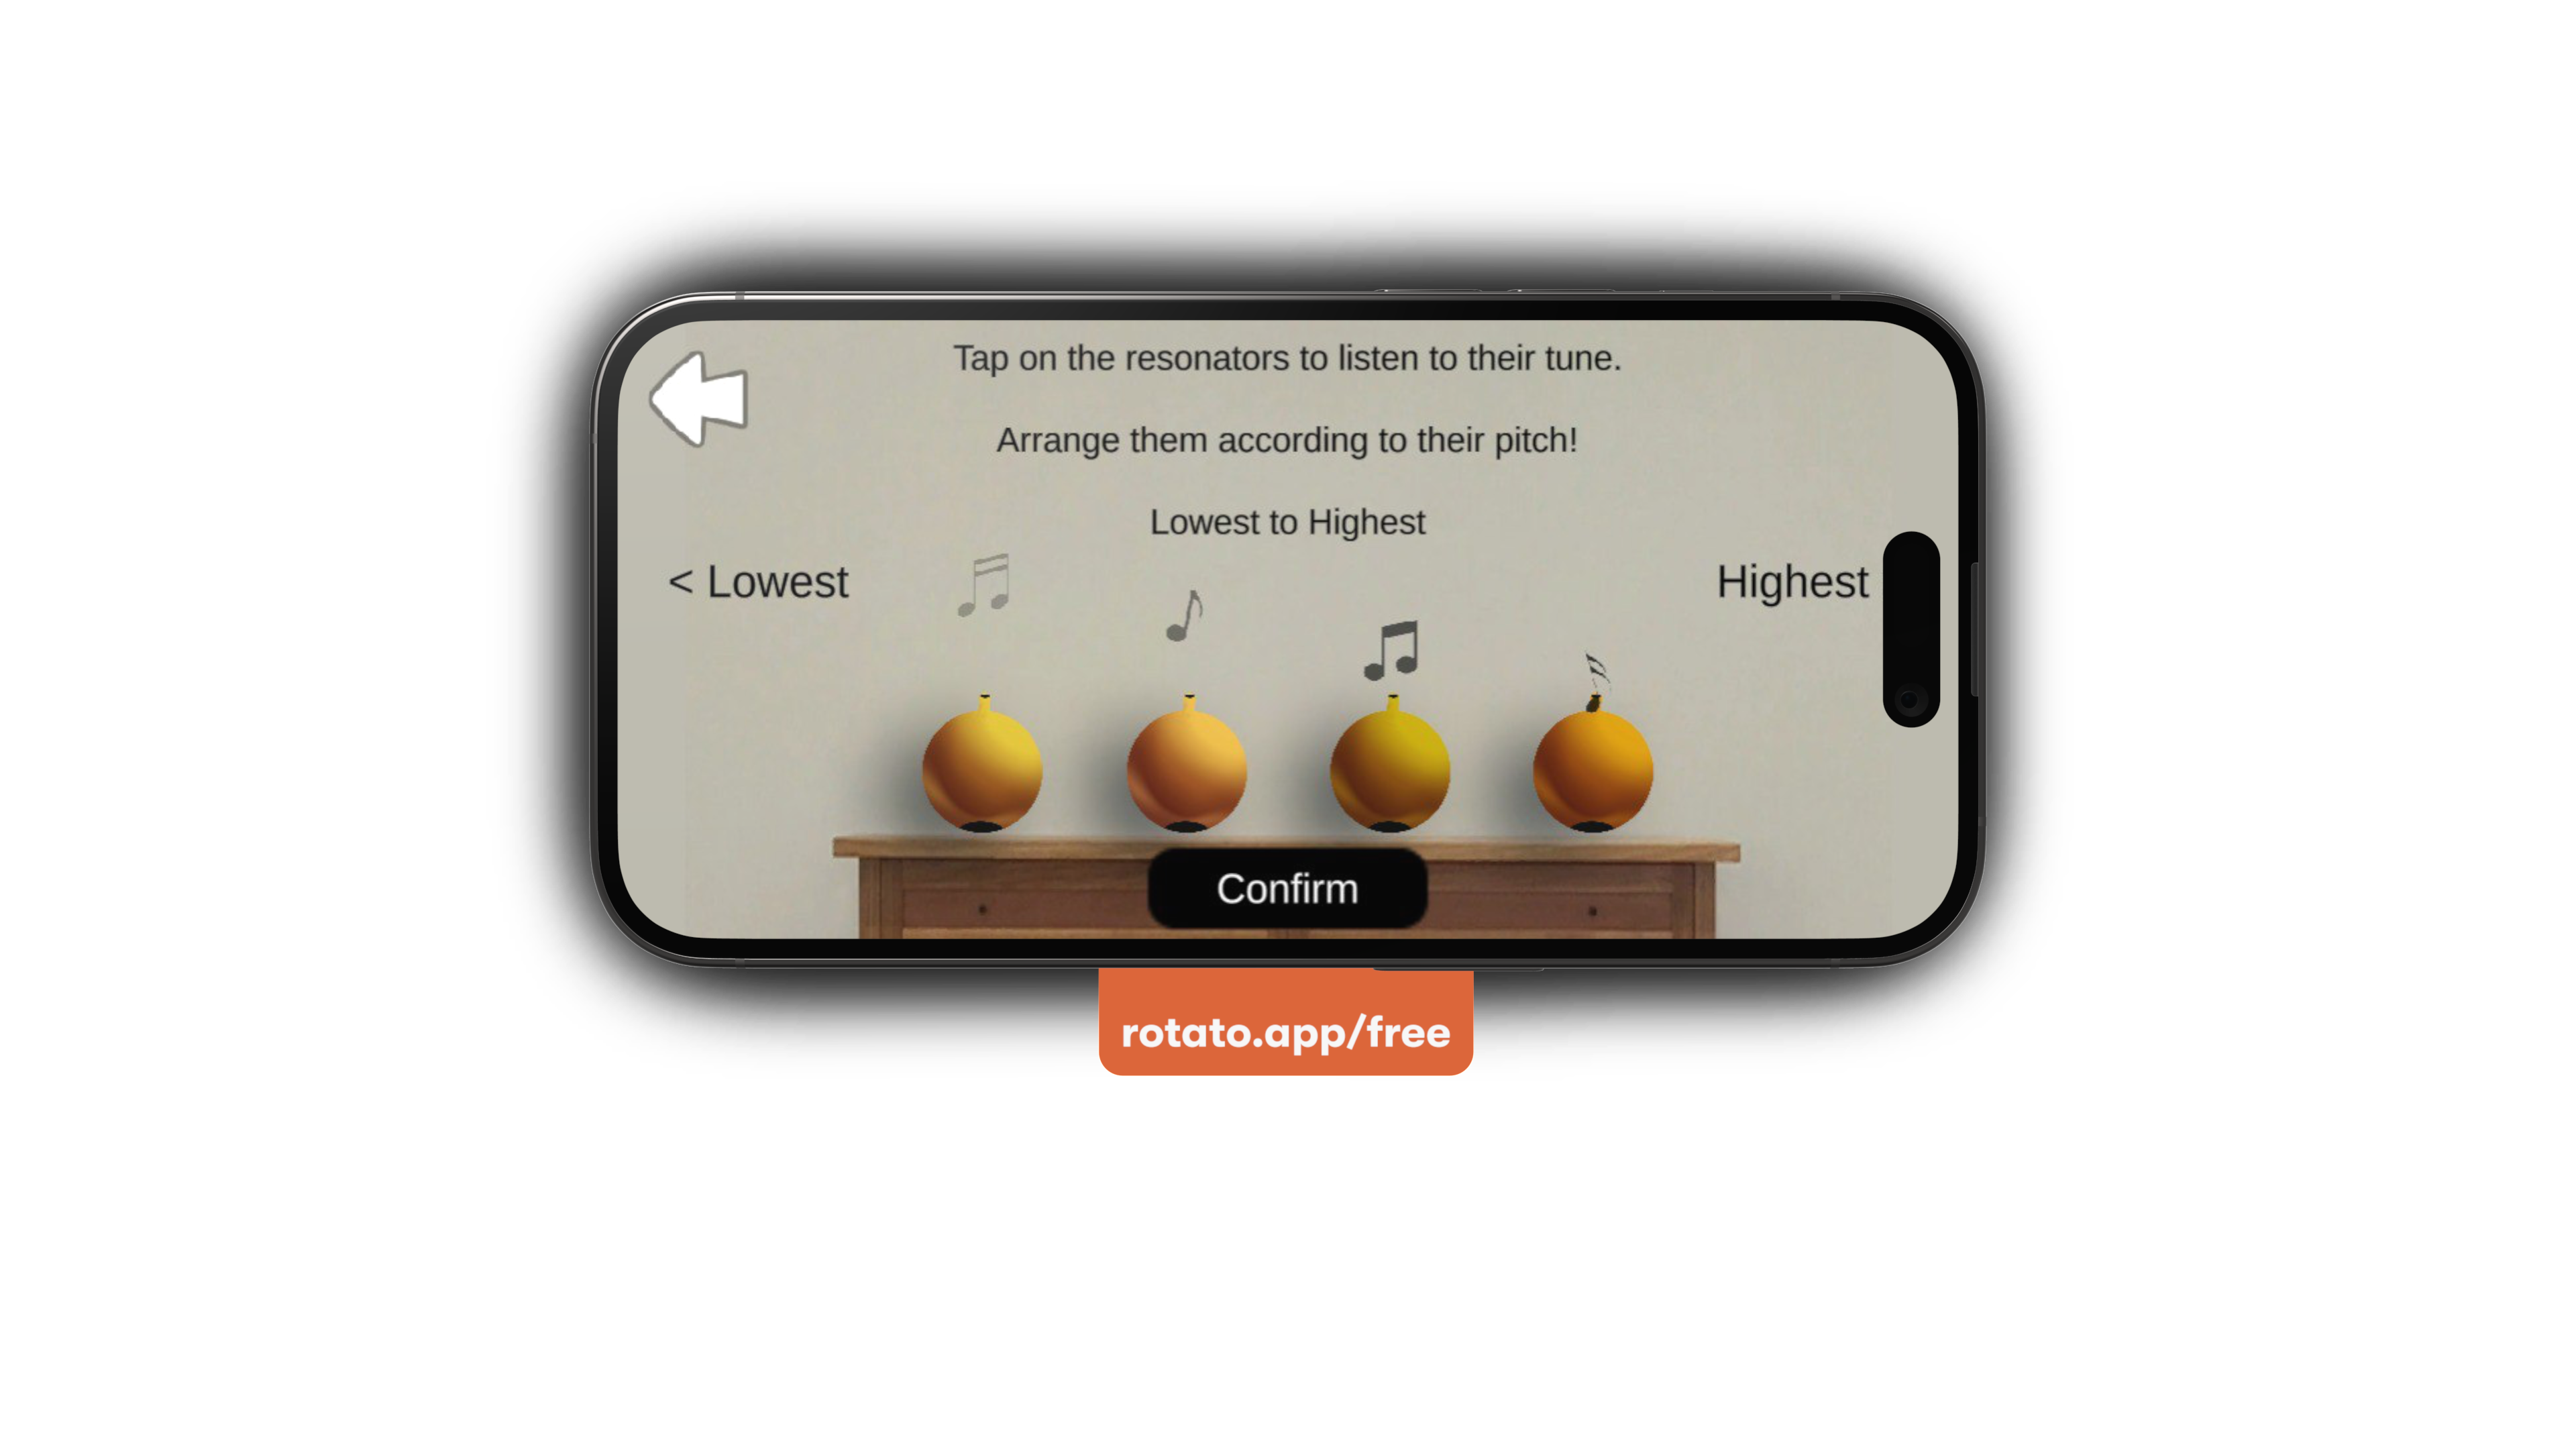 Tap on the resonators to listen to their tune.
Arrange them according to their pitch!
Lowest to Highest
< Lowest
Highest
Confirm
rotato.app/free